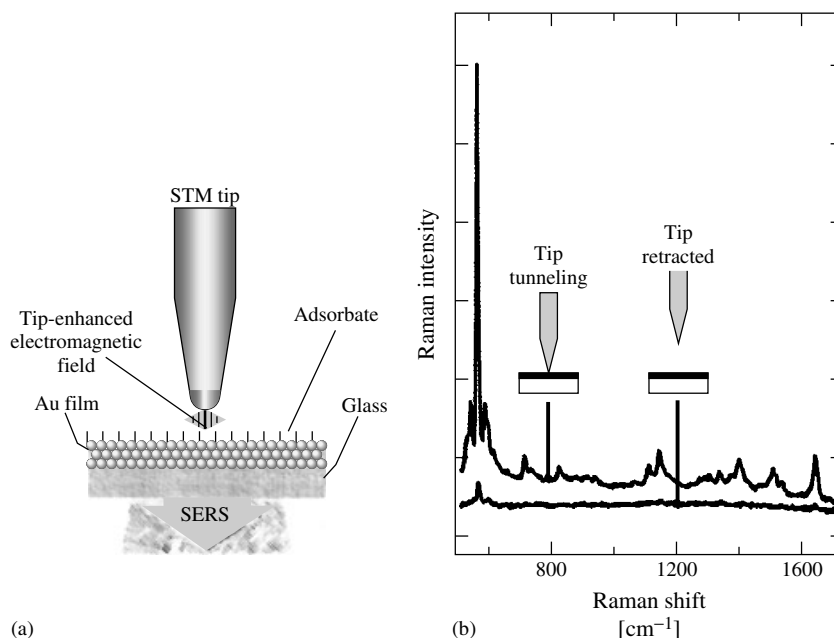 STM tip
Tip-enhanced
electromagnetic
field
Adsorbate
Au film
Glass
SERS
(a)
Raman intensity
Tip
tunneling
Tip
retracted
800
1200
1600
Raman shift
[cm⁻¹]
(b)